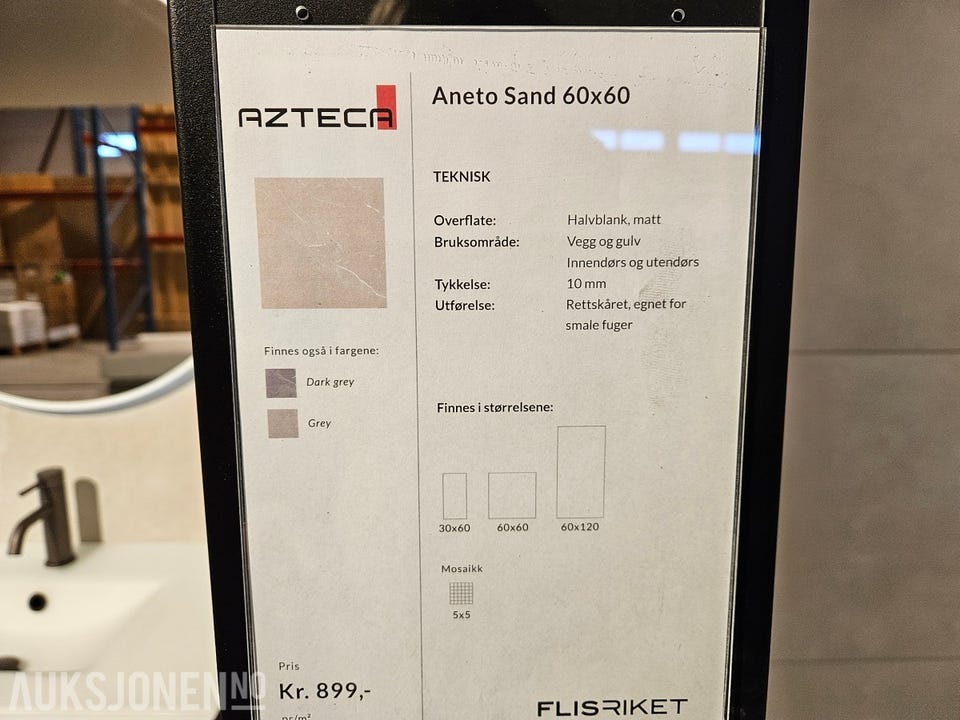 AZTECA
Aneto Sand 60x60
TEKNISK
Overflate: Halvblank, matt
Bruksområde: Vegg og gulv
Innendørs og utendørs
Tykkelse: 10 mm
Utførelse: Rettskåret, egnet for
smale fuger
Finnes også i fargene:
Dark grey
Grey
Finnes i størrelsene:
30x60 60x60 60x120
Mosaikk
5x5
Pris
Kr. 899,-
pr/m²
FLISRIKET
AUKSJONEN.NO